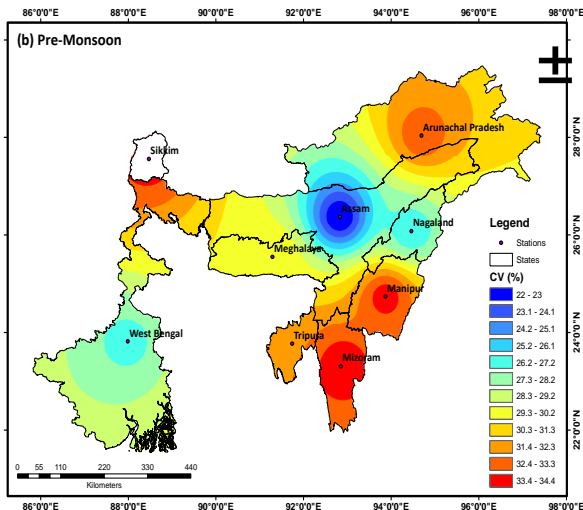 86°0'0"E 88°0'0"E 90°0'0"E 92°0'0"E 94°0'0"E 96°0'0"E 98°0'0"E
(b) Pre-Monsoon
Arunachal Pradesh
28°0'0"N
Sikkim
Assam
Nagaland
26°0'0"N
Meghalaya
Manipur
West Bengal
Tripura
24°0'0"N
Mizoram
22°0'0"N
Legend
Stations
States
CV (%)
22 - 23
23.1 - 24.1
24.2 - 25.1
25.2 - 26.1
26.2 - 27.2
27.3 - 28.2
28.3 - 29.2
29.3 - 30.2
30.3 - 31.3
31.4 - 32.3
32.4 - 33.3
33.4 - 34.4
0 55 110 220 330 440
Kilometers
86°0'0"E 88°0'0"E 90°0'0"E 92°0'0"E 94°0'0"E 96°0'0"E 98°0'0"E